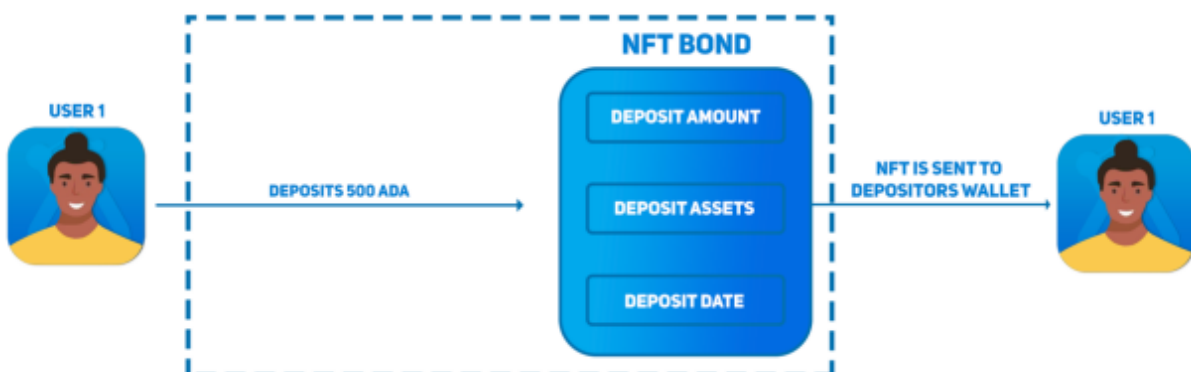 NFT BOND
USER 1
DEPOSITS 500 ADA
DEPOSIT AMOUNT
DEPOSIT ASSETS
DEPOSIT DATE
NFT IS SENT TO
DEPOSITORS WALLET
USER 1